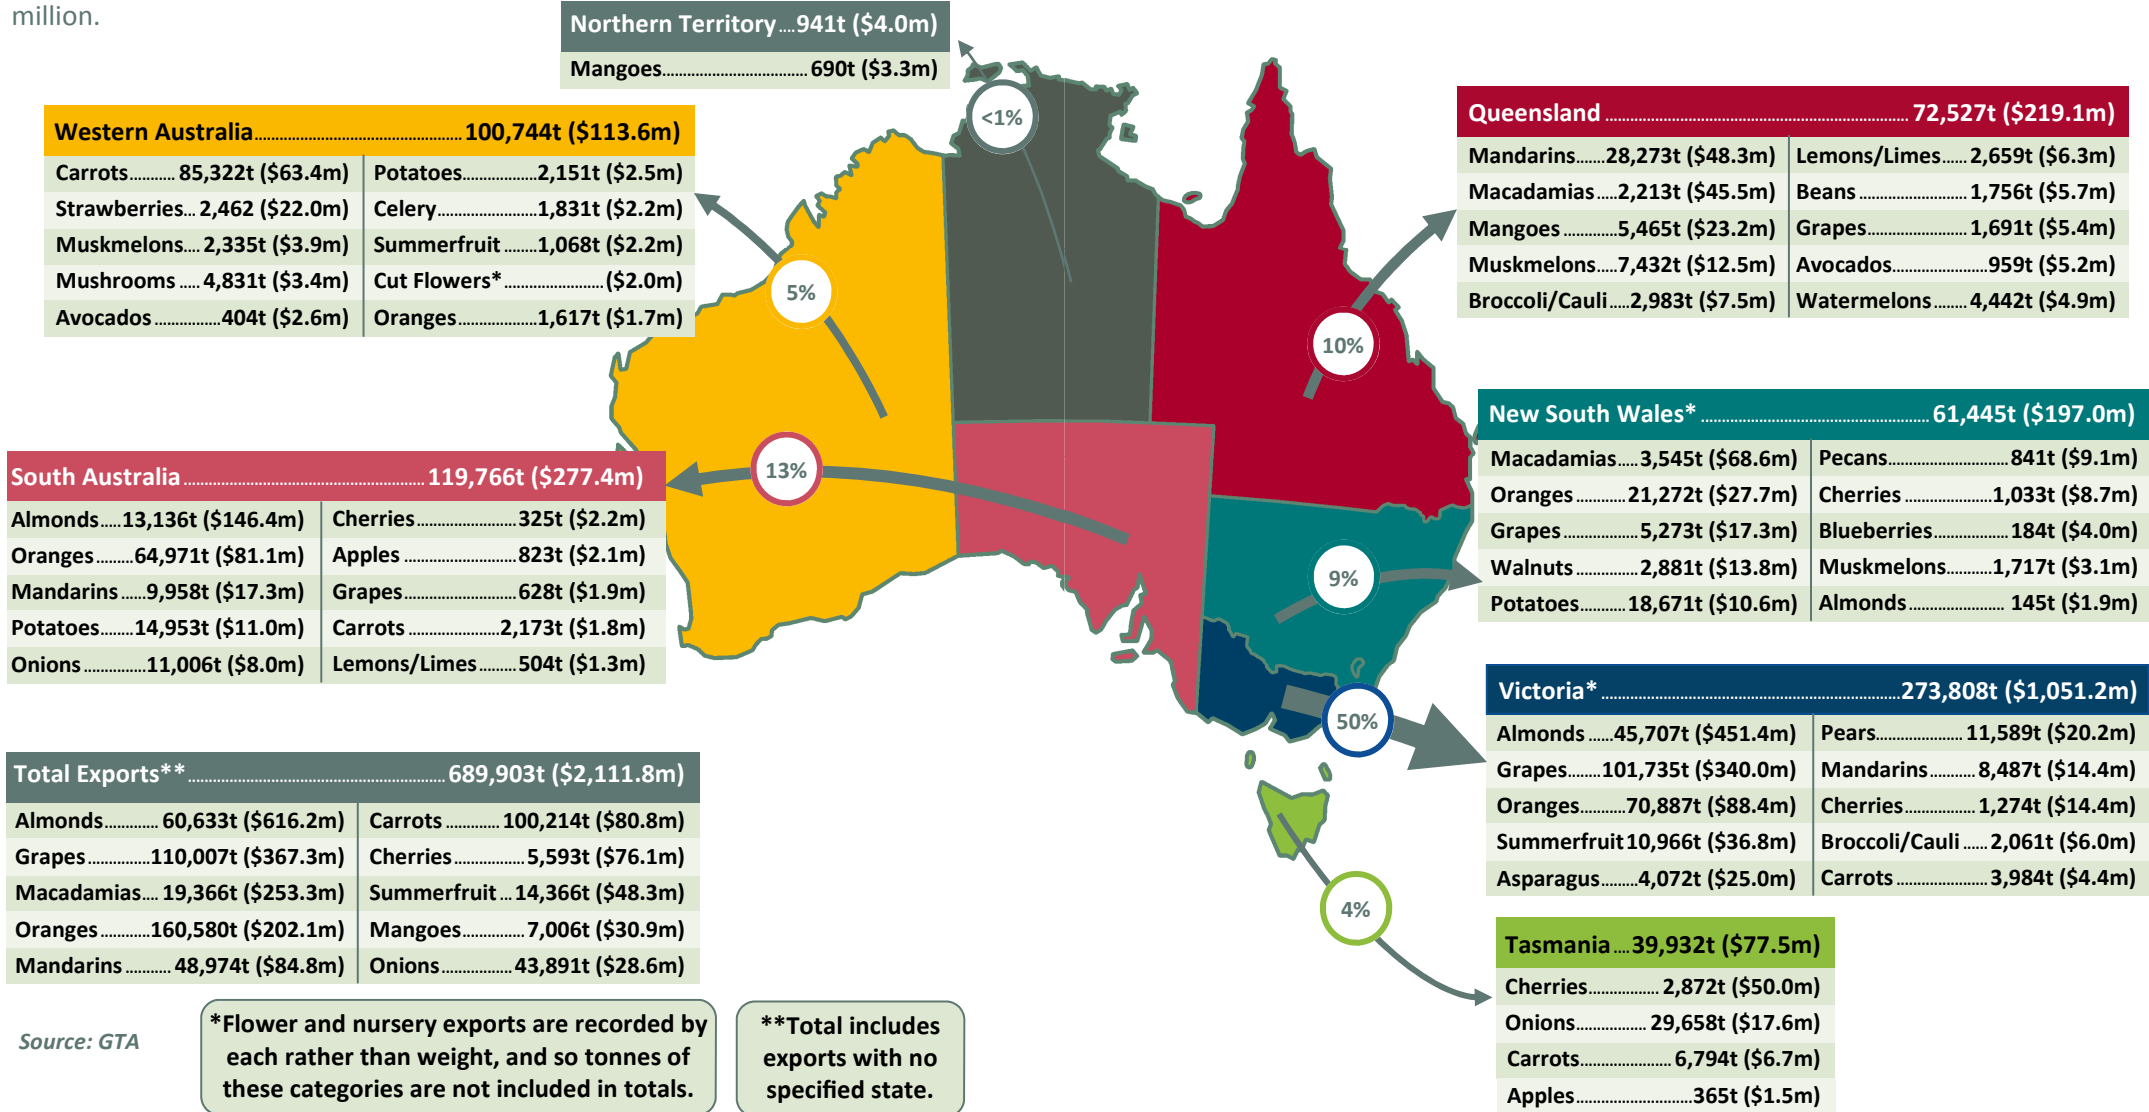 million.
Northern Territory....941t ($4.0m)
Mangoes..................................690t ($3.3m)
<1%
Western Australia..................................................100,744t ($113.6m)
Carrots...........85,322t ($63.4m)
Strawberries...2,462 ($22.0m)
Muskmelons....2,335t ($3.9m)
Mushrooms.....4,831t ($3.4m)
Avocados................404t ($2.6m)
Potatoes..................2,151t ($2.5m)
Celery........................1,831t ($2.2m)
Summerfruit........1,068t ($2.2m)
Cut Flowers*........................($2.0m)
Oranges...................1,617t ($1.7m)
5%
Queensland........................................................................72,527t ($219.1m)
Mandarins......28,273t ($48.3m)
Macadamias....2,213t ($45.5m)
Mangoes.............5,465t ($23.2m)
Muskmelons....7,432t ($12.5m)
Broccoli/Cauli....2,983t ($7.5m)
Lemons/Limes....2,659t ($6.3m)
Beans..........................1,756t ($5.7m)
Grapes.......................1,691t ($5.4m)
Avocados.......................959t ($5.2m)
Watermelons........4,442t ($4.9m)
10%
South Australia..........................................................119,766t ($277.4m)
Almonds.....13,136t ($146.4m)
Oranges.........64,971t ($81.1m)
Mandarins......9,958t ($17.3m)
Potatoes........14,953t ($11.0m)
Onions...............11,006t ($8.0m)
Cherries........................325t ($2.2m)
Apples............................823t ($2.1m)
Grapes...........................628t ($1.9m)
Carrots.......................2,173t ($1.8m)
Lemons/Limes.........504t ($1.3m)
13%
New South Wales*.......................................................61,445t ($197.0m)
Macadamias.....3,545t ($68.6m)
Oranges.............21,272t ($27.7m)
Grapes..................5,273t ($17.3m)
Walnuts...............2,881t ($13.8m)
Potatoes...........18,671t ($10.6m)
Pecans.............................841t ($9.1m)
Cherries.....................1,033t ($8.7m)
Blueberries...................184t ($4.0m)
Muskmelons............1,717t ($3.1m)
Almonds........................145t ($1.9m)
9%
Victoria*.......................................................................273,808t ($1,051.2m)
Almonds......45,707t ($451.4m)
Grapes........101,735t ($340.0m)
Oranges.........70,887t ($88.4m)
Summerfruit10,966t ($36.8m)
Asparagus.........4,072t ($25.0m)
Pears......................11,589t ($20.2m)
Mandarins...........8,487t ($14.4m)
Cherries.................1,274t ($14.4m)
Broccoli/Cauli......2,061t ($6.0m)
Carrots......................3,984t ($4.4m)
50%
Total Exports**..............................................................689,903t ($2,111.8m)
Almonds.............60,633t ($616.2m)
Grapes...............110,007t ($367.3m)
Macadamias....19,366t ($253.3m)
Oranges............160,580t ($202.1m)
Mandarins...........48,974t ($84.8m)
Carrots.............100,214t ($80.8m)
Cherries..................5,593t ($76.1m)
Summerfruit...14,366t ($48.3m)
Mangoes................7,006t ($30.9m)
Onions.................43,891t ($28.6m)
4%
Tasmania....39,932t ($77.5m)
Cherries.................2,872t ($50.0m)
Onions..................29,658t ($17.6m)
Carrots.......................6,794t ($6.7m)
Apples............................365t ($1.5m)
Source: GTA
*Flower and nursery exports are recorded by
each rather than weight, and so tonnes of
these categories are not included in totals.
**Total includes
exports with no
specified state.